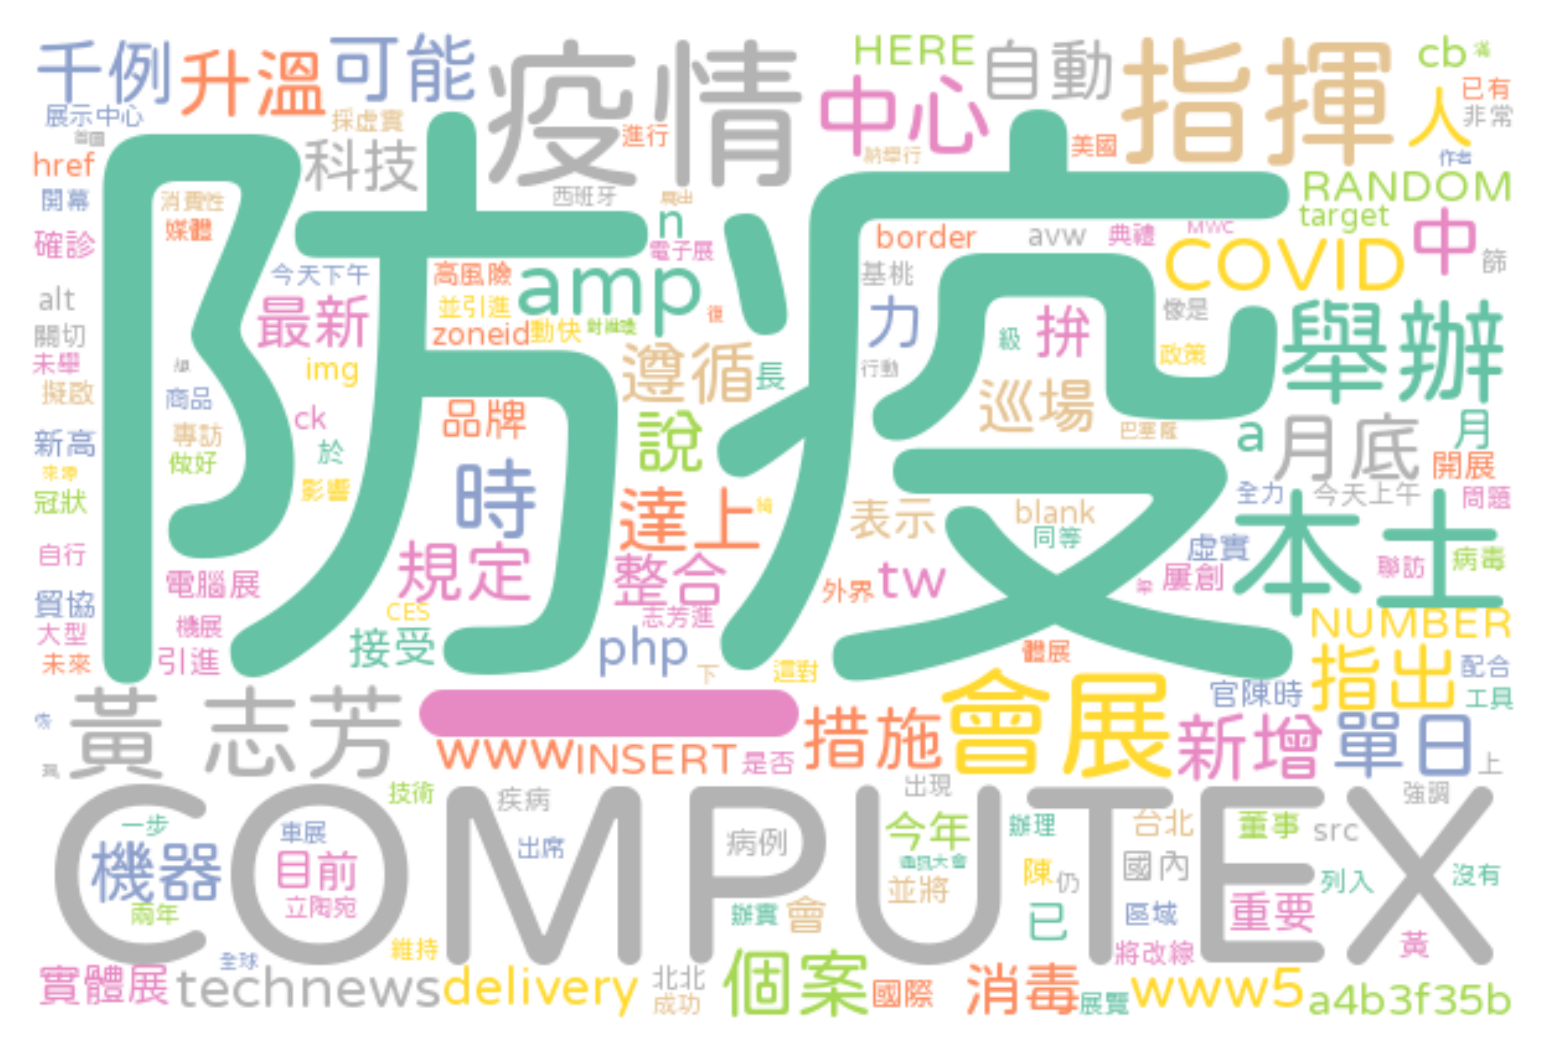 千例 升溫 可能 疫情 HERE 自動 指揮 cb
展示中心 採虛實 進行 中心 美國 人 已有
非常
href 科技 防疫 作者
開幕 消費性 西班牙 RANDOM
媒體 n border avw 典禮 MWC target 中
確診 電子展 COVID 篩
今天下午 高風險 amp 基桃
alt 最新 並引進 力 拚 像是 舉辦
關切 zoneid 動快 級
未舉 img 遵循 長 行動 政策
擬啟 商品 巡場
ck 品牌 說 a 月底 月
新高 專訪 於
做好 時 開展
冠狀 影響 達上 表示 blank 全力 今天上午 問題
同等 本土
自行 規定 整合 虛實 聯訪 病毒
電腦展 外界 tw 屢創
貿協 CES 志芳進 NUMBER
大型 機展 接受 php
未來 引進 下 這對 體展 指出 配合
官陳時 工具
黃 志芳 措施 會展 新增 單日
www INSERT 是否 上
COMPUTEX
技術 疾病 出現 強調
一步 車展 出席 病例 今年 辦理 台北 董事 src
機器 目前 陳 仍 國內 列入 沒有
兩年 立陶宛 辦實 會 並將 已 區域 重要
全球 維持 將改線 黃
實體展 technews delivery 北北 個案 國際 消毒 展覽 www5 a4b3f35b
成功